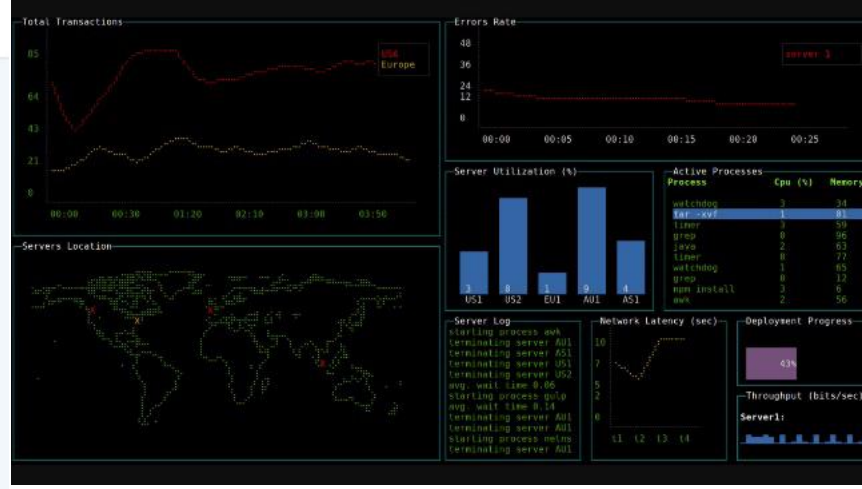 Total Transactions
85
64
43
21
0
00:00 00:30 01:20 02:10 03:00 03:50
USA
Europe
Errors Rate
48
36
24
12
0
server 1
00:00 00:05 00:10 00:15 00:20 00:25
Server Utilization (%)
3 8 1 9 4
US1 US2 EU1 AU1 AS1
Active Processes
Process Cpu (%) Memory
watchdog 3 34
tar -xvf 1 81
timer 3 59
grep 0 96
java 2 63
timer 0 77
watchdog 1 65
grep 0 12
npm install 3 6
awk 2 56
Servers Location
X
X
X
X
Server Log
starting process awk
terminating server AU1
terminating server AS1
terminating server US1
terminating server US2
avg. wait time 0.06
starting process gulp
avg. wait time 0.14
terminating server AU1
terminating server AU1
starting process nelns
terminating server AU1
Network Latency (sec)
10
7
5
2
0
t1 t2 t3 t4
Deployment Progress
43%
Throughput (bits/sec)
Server1: